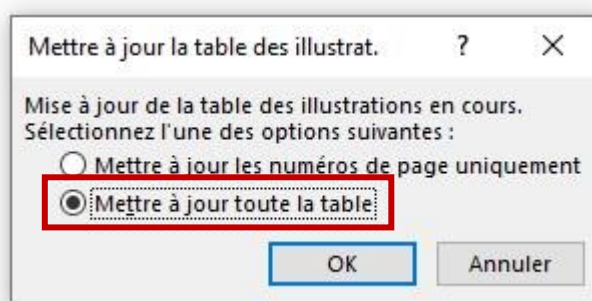 Mettre à jour la table des illustrat. ? ×
Mise à jour de la table des illustrations en cours.
Sélectionnez l'une des options suivantes :
Mettre à jour les numéros de page uniquement
Mettre à jour toute la table
OK Annuler